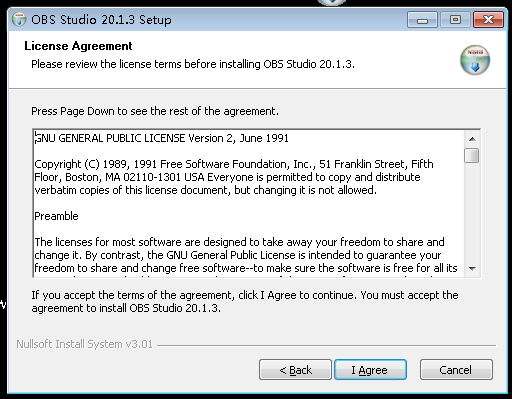 OBS Studio 20.1.3 Setup
License Agreement
Please review the license terms before installing OBS Studio 20.1.3.
Press Page Down to see the rest of the agreement.
GNU GENERAL PUBLIC LICENSE Version 2, June 1991
Copyright (C) 1989, 1991 Free Software Foundation, Inc., 51 Franklin Street, Fifth
Floor, Boston, MA 02110-1301 USA Everyone is permitted to copy and distribute
verbatim copies of this license document, but changing it is not allowed.
Preamble
The licenses for most software are designed to take away your freedom to share and
change it. By contrast, the GNU General Public License is intended to guarantee your
freedom to share and change free software--to make sure the software is free for all its
If you accept the terms of the agreement, click I Agree to continue. You must accept the
agreement to install OBS Studio 20.1.3.
Nullsoft Install System v3.01
< Back
I Agree
Cancel